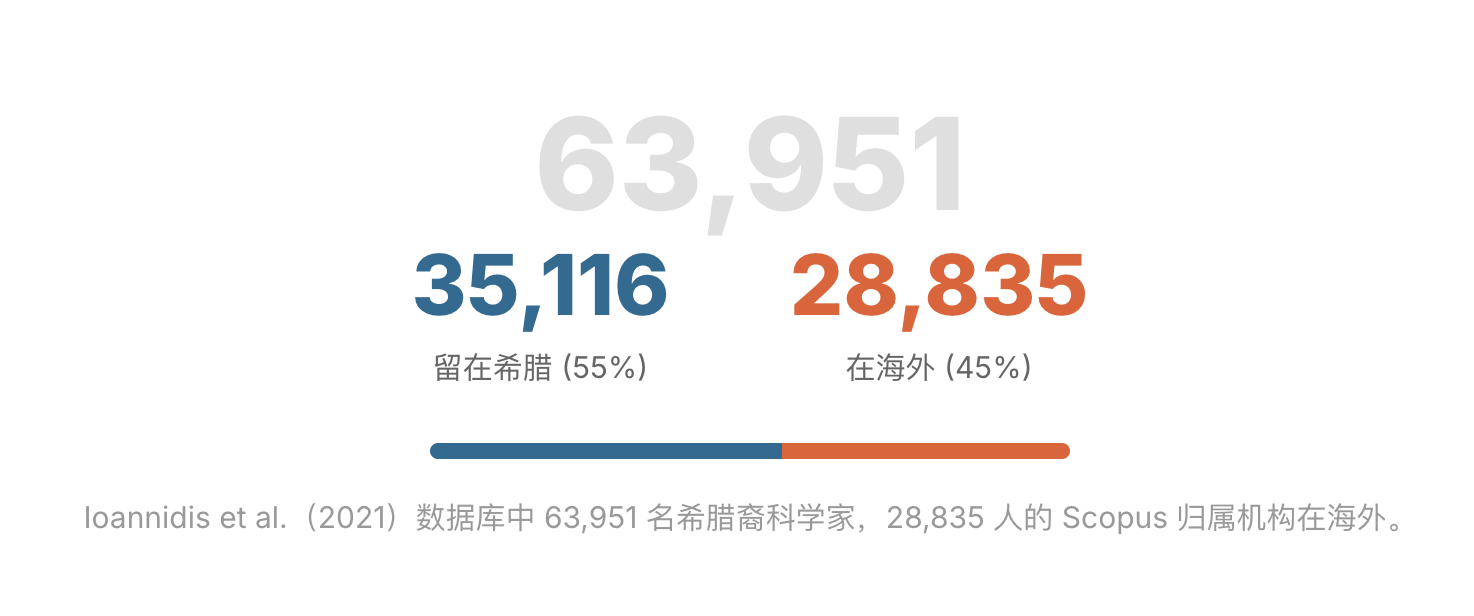 63,951
35,116
28,835
留在希腊 (55%)
在海外 (45%)
Ioannidis et al.（2021）数据库中 63,951 名希腊裔科学家，28,835 人的 Scopus 归属机构在海外。